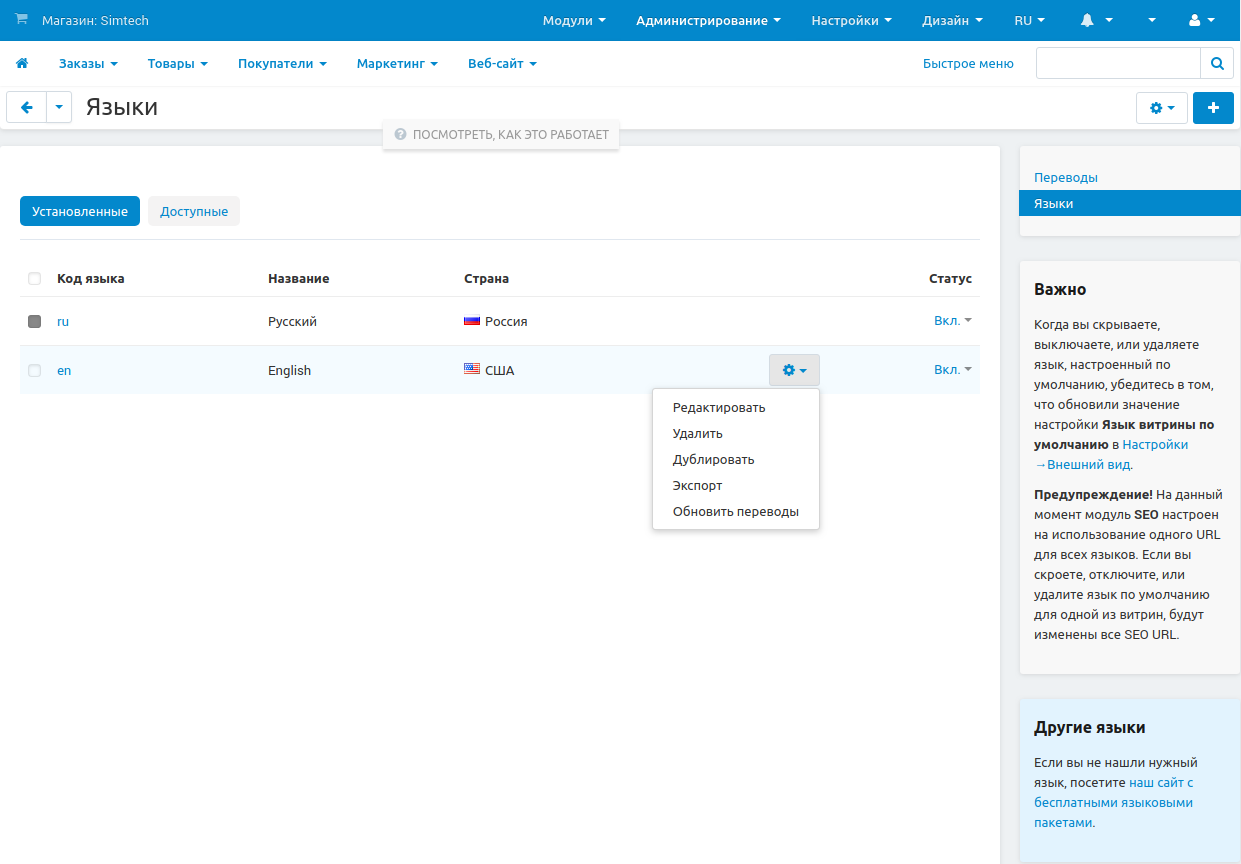 Магазин: Simtech
Модули
Администрирование
Настройки
Дизайн
RU
Заказы
Товары
Покупатели
Маркетинг
Веб-сайт
Быстрое меню
Языки
ПОСМОТРЕТЬ, КАК ЭТО РАБОТАЕТ
Установленные
Доступные
Код языка
Название
Страна
Статус
ru
Русский
Россия
Вкл.
en
English
США
Вкл.
Редактировать
Удалить
Дублировать
Экспорт
Обновить переводы
Переводы
Языки
Важно
Когда вы скрываете,
выключаете, или удаляете
язык, настроенный по
умолчанию, убедитесь в том,
что обновили значение
настройки Язык витрины по
умолчанию в Настройки
→Внешний вид.
Предупреждение! На данный
момент модуль SEO настроен
на использование одного URL
для всех языков. Если вы
скроете, отключите, или
удалите язык по умолчанию
для одной из витрин, будут
изменены все SEO URL.
Другие языки
Если вы не нашли нужный
язык, посетите наш сайт с
бесплатными языковыми
пакетами.